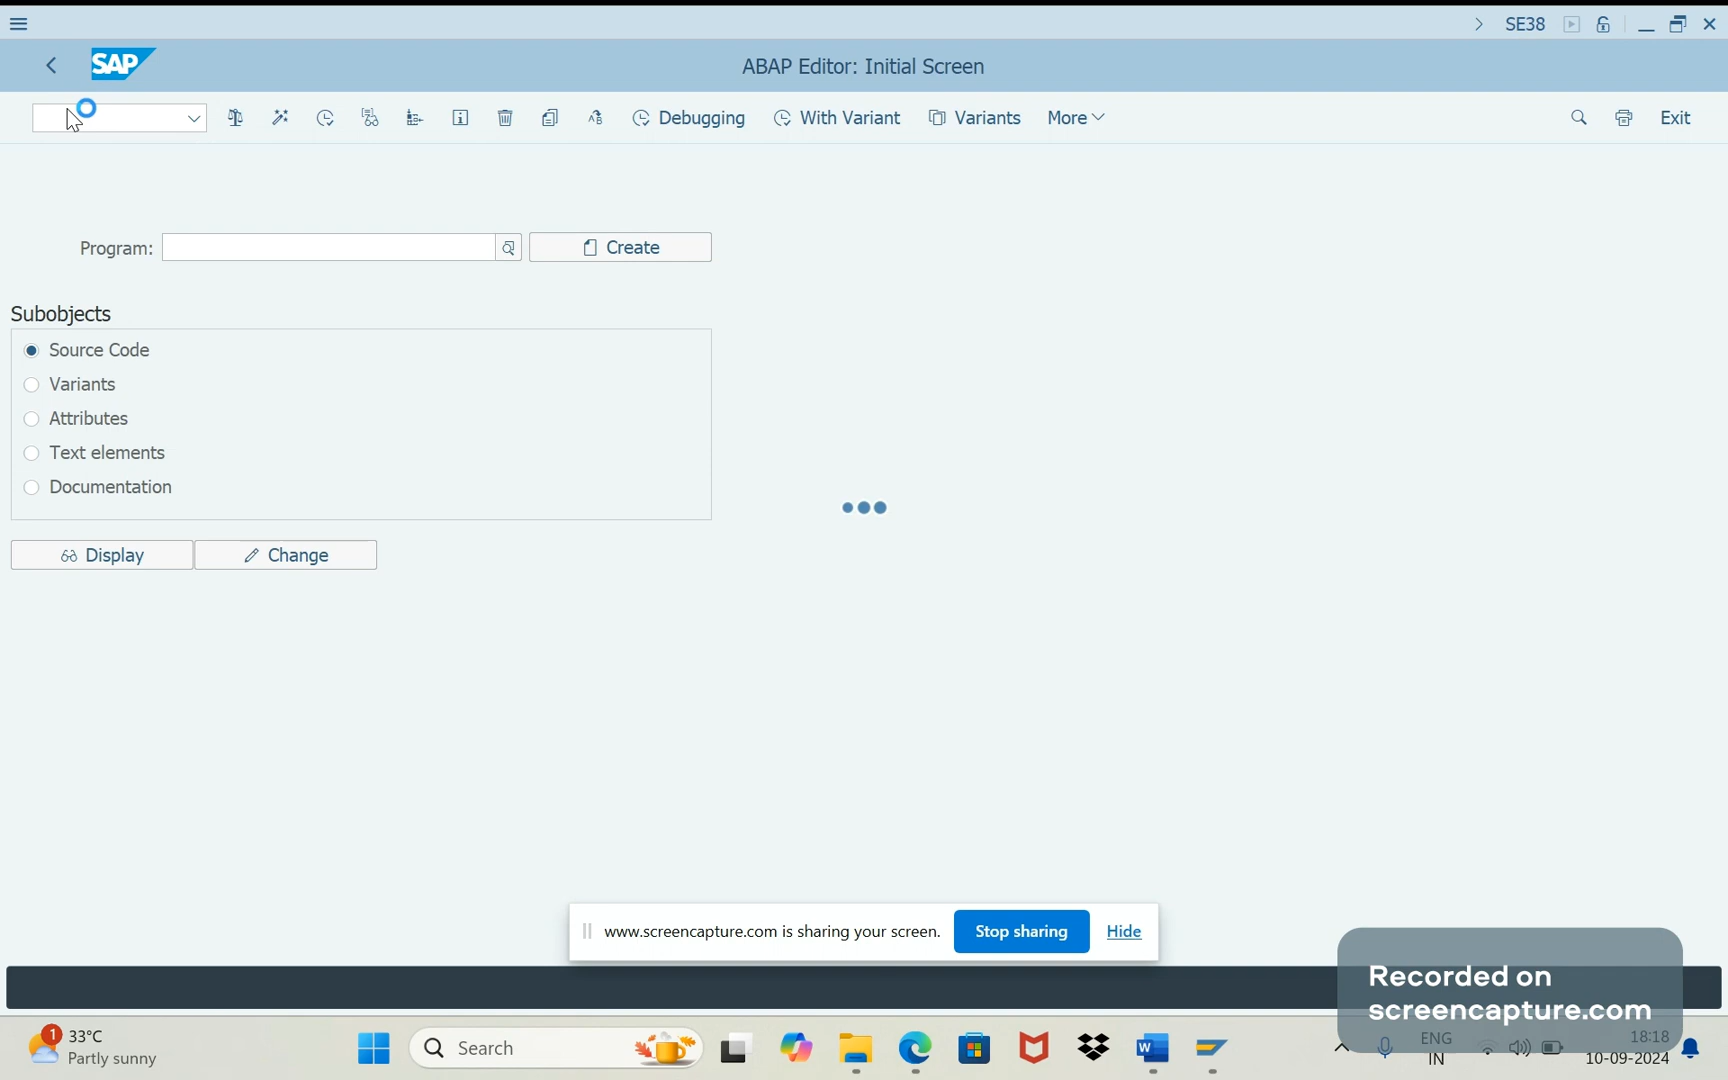 SE38
SAP
ABAP Editor: Initial Screen
Debugging
With Variant
Variants
More
Exit
Program:
Create
Subobjects
Source Code
Variants
Attributes
Text elements
Documentation
Display
Change
www.screencapture.com is sharing your screen.
Stop sharing
Hide
Recorded on
screencapture.com
1
33°C
Partly sunny
Search
ENG
IN
18:18
10-09-2024